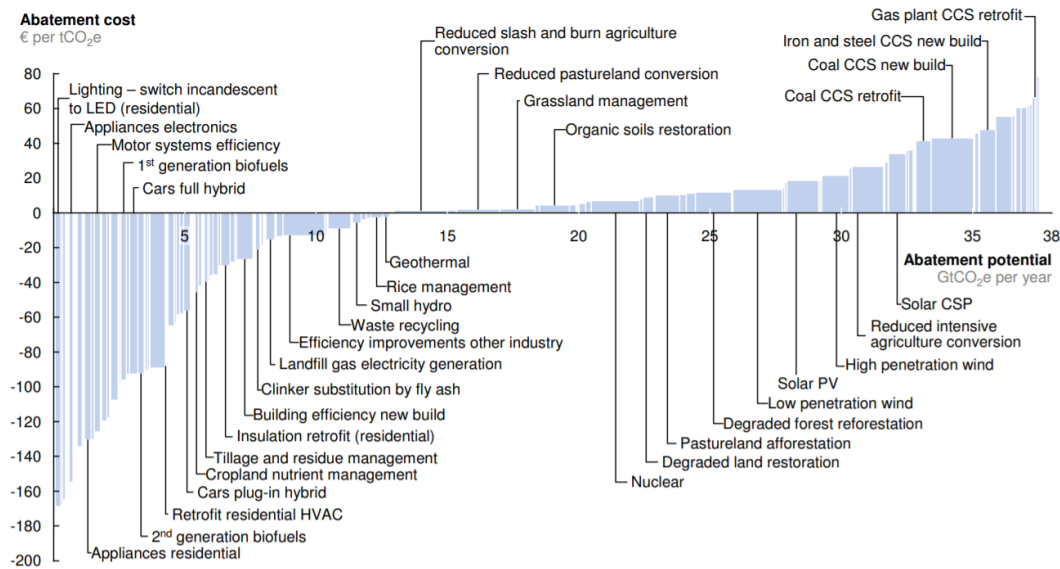 Abatement cost
€ per tCO2e
Gas plant CCS retrofit
Reduced slash and burn agriculture
conversion
Iron and steel CCS new build
Coal CCS new build
Reduced pastureland conversion
Grassland management
Coal CCS retrofit
Organic soils restoration
Lighting – switch incandescent
to LED (residential)
Appliances electronics
Motor systems efficiency
1st generation biofuels
Cars full hybrid
80
60
40
20
0
-20
-40
-60
-80
-100
-120
-140
-160
-180
-200
5
10
15
20
25
30
35
38
Abatement potential
GtCO2e per year
Geothermal
Rice management
Small hydro
Waste recycling
Efficiency improvements other industry
Landfill gas electricity generation
Clinker substitution by fly ash
Building efficiency new build
Insulation retrofit (residential)
Tillage and residue management
Cropland nutrient management
Cars plug-in hybrid
Retrofit residential HVAC
2nd generation biofuels
Appliances residential
Solar CSP
Reduced intensive
agriculture conversion
High penetration wind
Solar PV
Low penetration wind
Degraded forest reforestation
Pastureland afforestation
Degraded land restoration
Nuclear